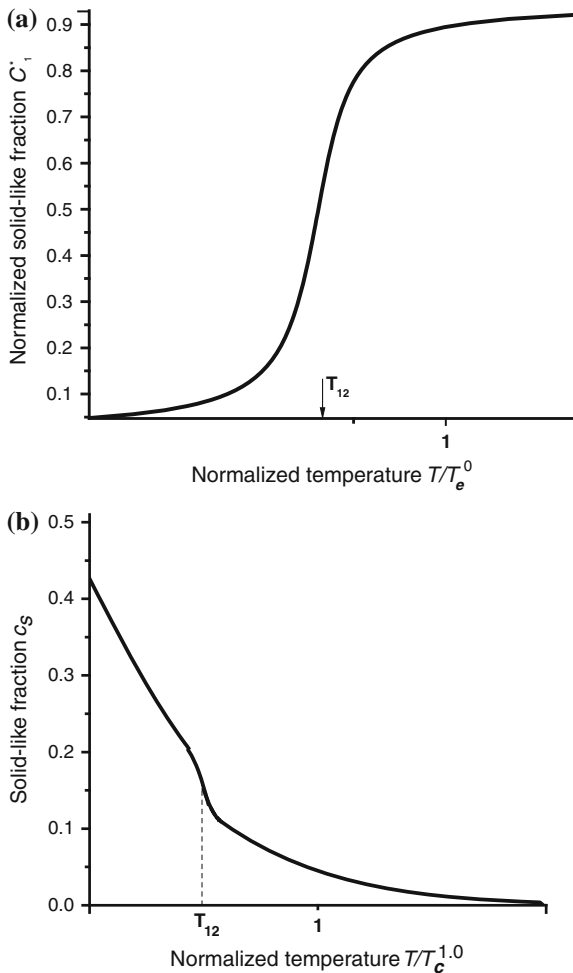 (a)
Normalized solid-like fraction C*1
0.9
0.8
0.7
0.6
0.5
0.4
0.3
0.2
0.1
T12
1
Normalized temperature T/Te0
(b)
Solid-like fraction cS
0.5
0.4
0.3
0.2
0.1
0.0
T12
1
Normalized temperature T/Tc1.0